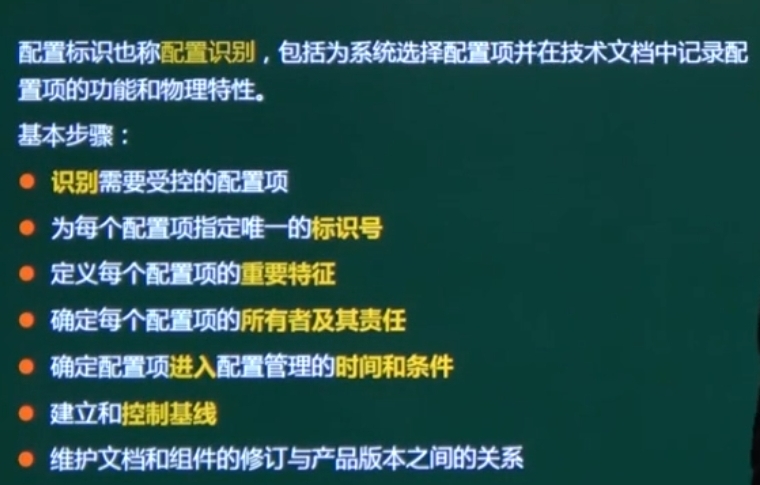 配置标识也称配置识别，包括为系统选择配置项并在技术文档中记录配
置项的功能和物理特性。
基本步骤：
识别需要受控的配置项
为每个配置项指定唯一的标识号
定义每个配置项的重要特征
确定每个配置项的所有者及其责任
确定配置项进入配置管理的时间和条件
建立和控制基线
维护文档和组件的修订与产品版本之间的关系